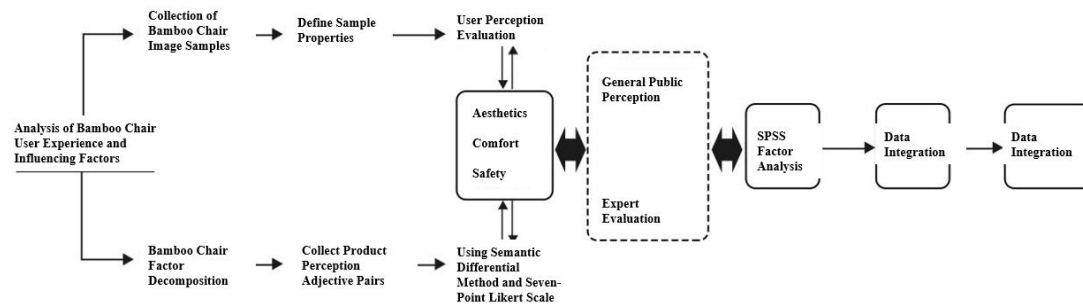 Analysis of Bamboo Chair
User Experience and
Influencing Factors
Collection of
Bamboo Chair
Image Samples
Define Sample
Properties
User Perception
Evaluation
Bamboo Chair
Factor
Decomposition
Collect Product
Perception
Adjective Pairs
Using Semantic
Differential
Method and Seven-
Point Likert Scale
Aesthetics
Comfort
Safety
General Public
Perception
Expert
Evaluation
SPSS
Factor
Analysis
Data
Integration
Data
Integration